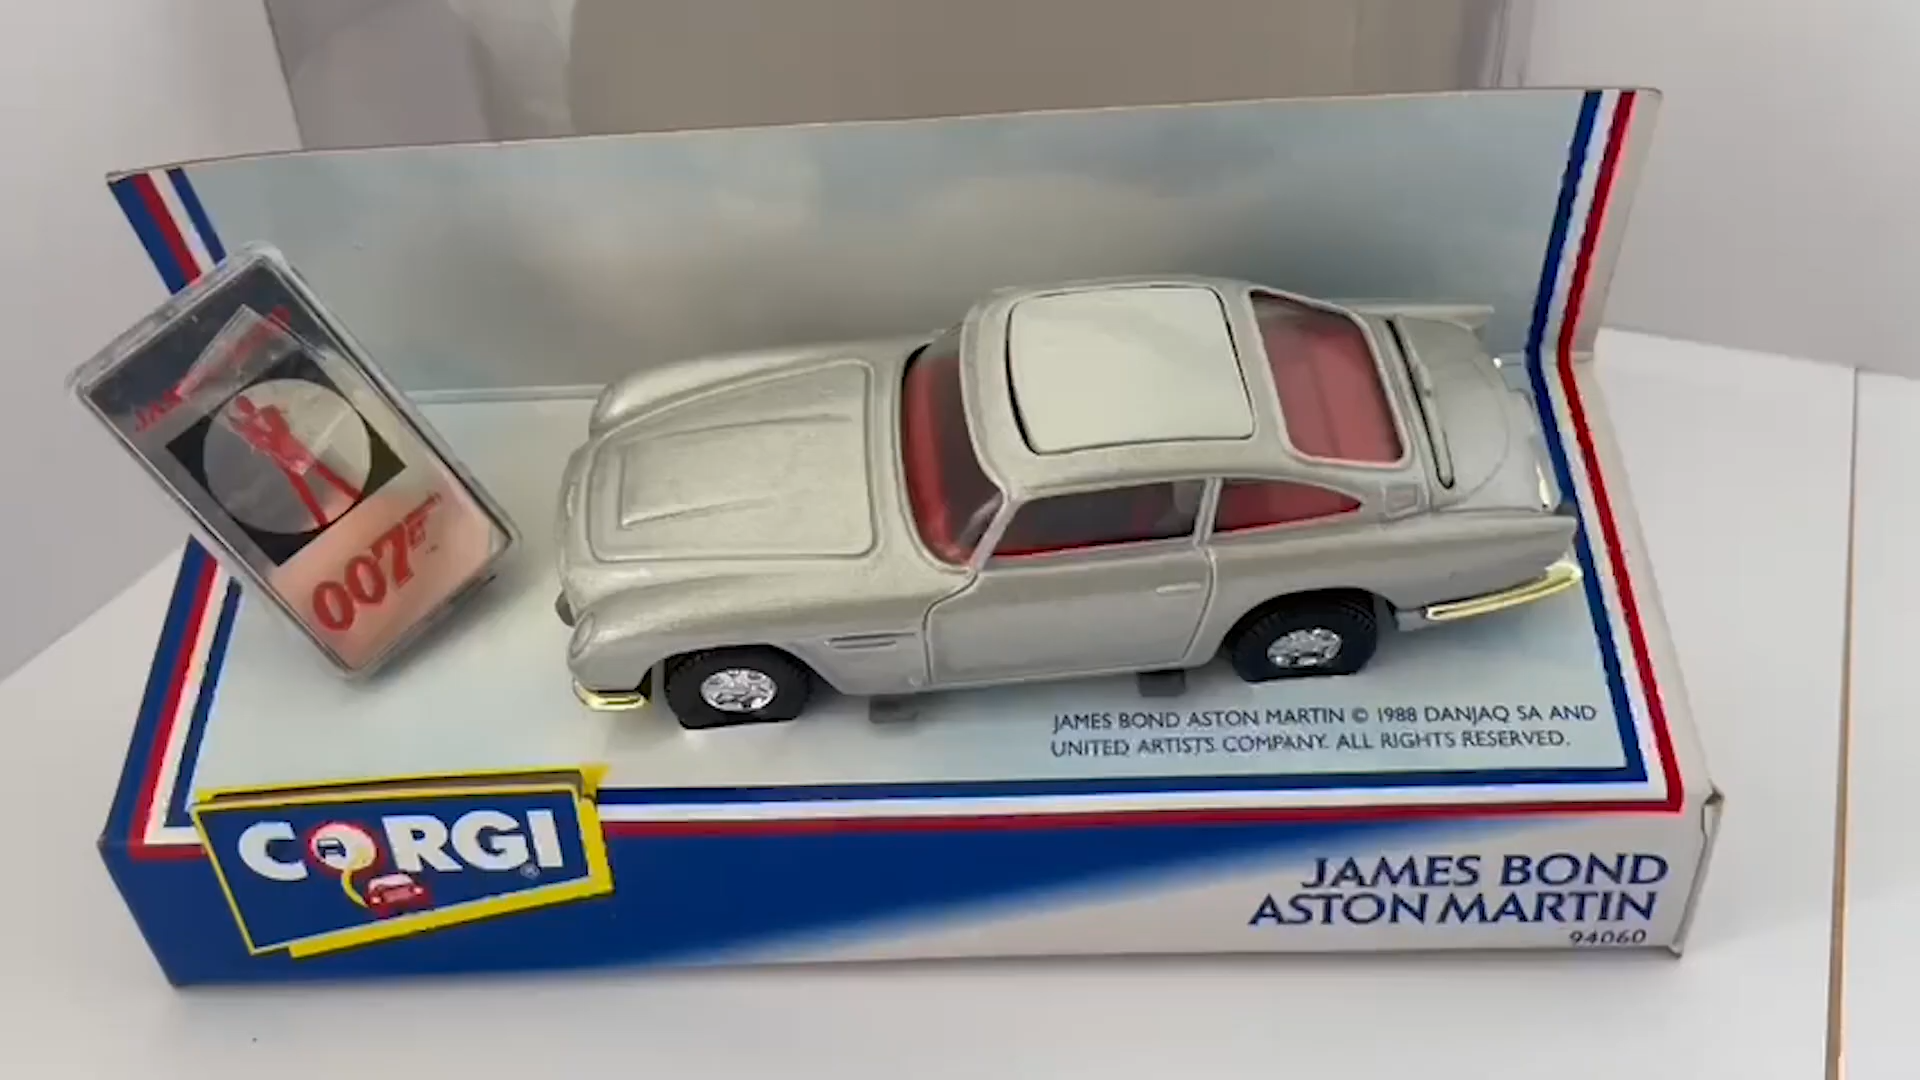 007
JAMES BOND ASTON MARTIN © 1988 DANJAQ SA AND
UNITED ARTISTS COMPANY. ALL RIGHTS RESERVED.
CORGI®
JAMES BOND
ASTON MARTIN
94060